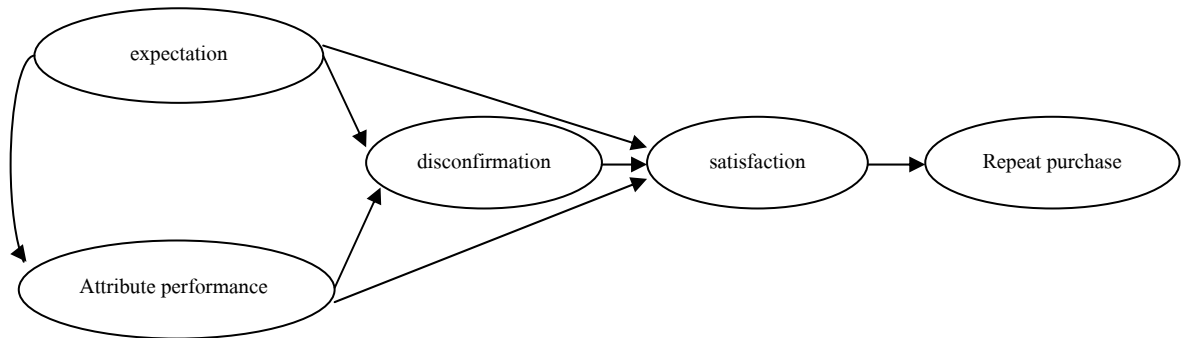 expectation
disconfirmation
satisfaction
Repeat purchase
Attribute performance